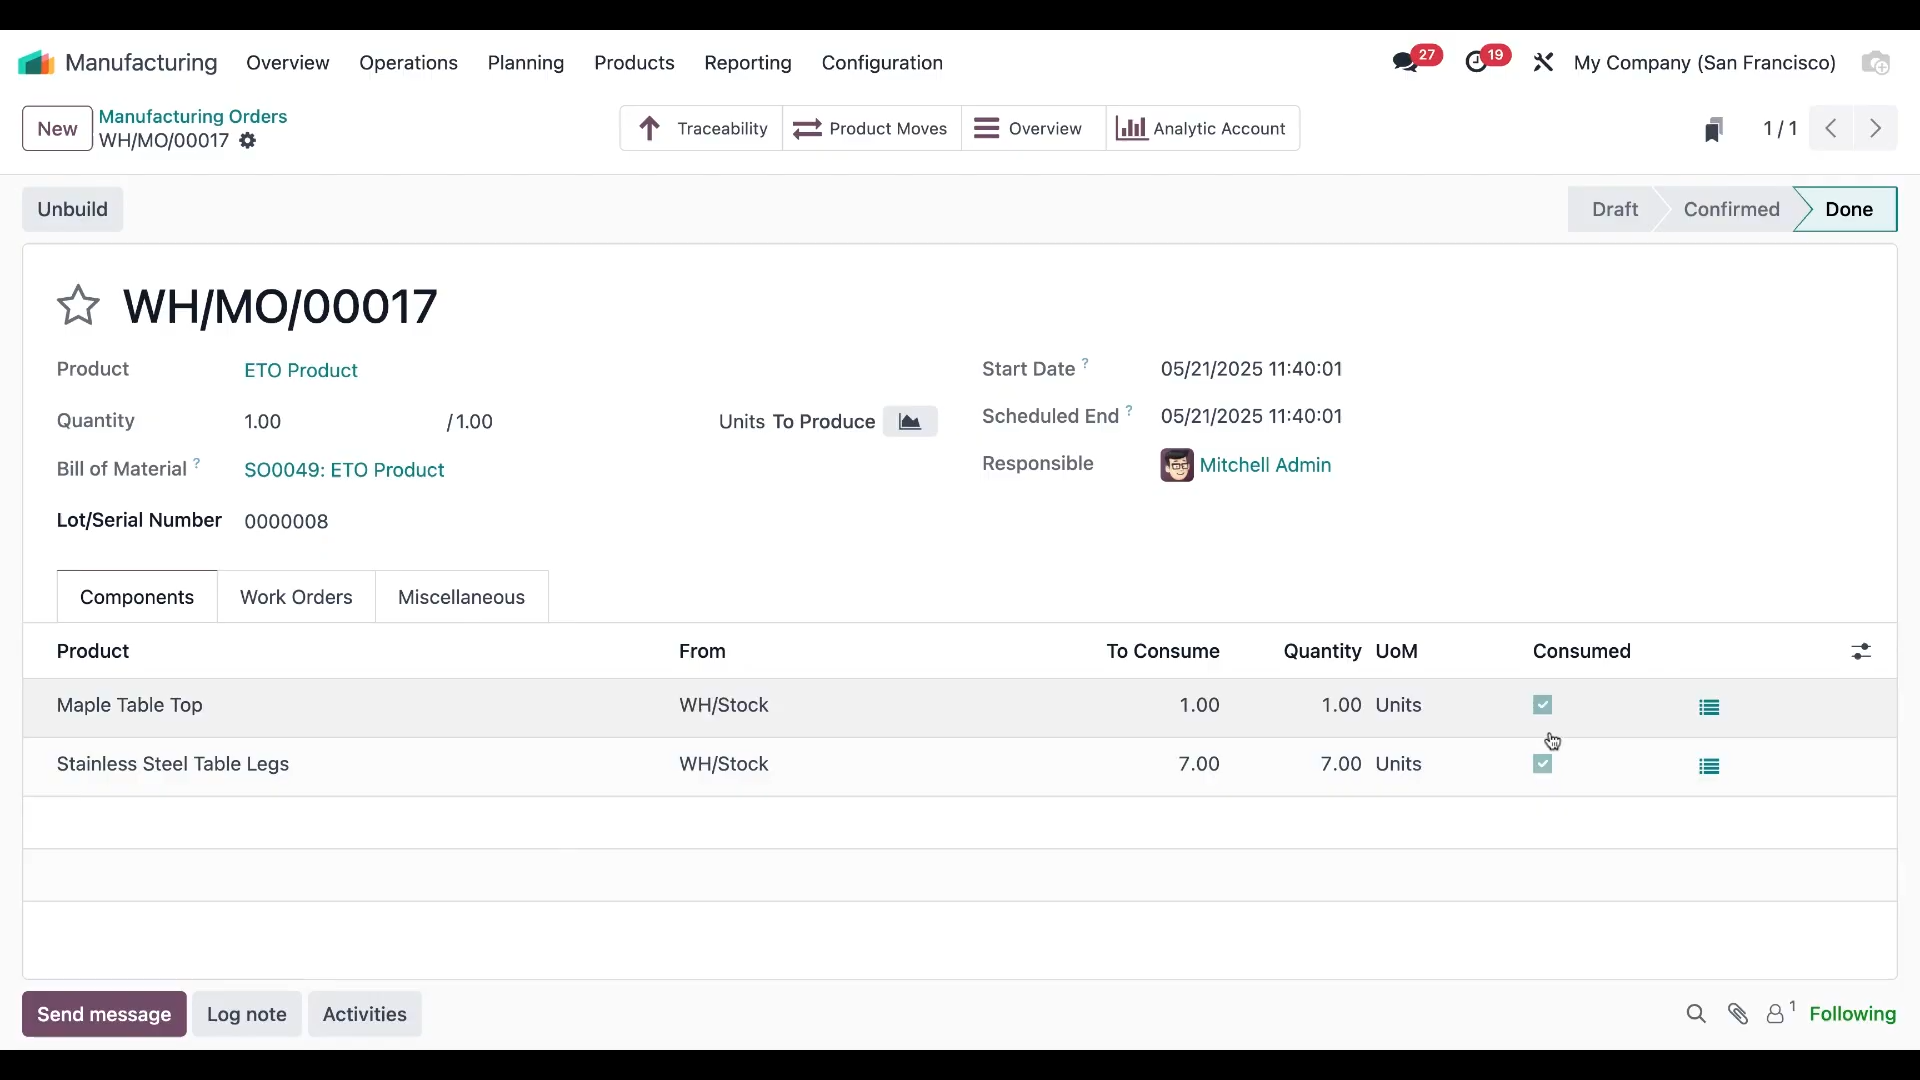 Manufacturing Overview Operations Planning Products Reporting Configuration 27 19 My Company (San Francisco)
New Manufacturing Orders
WH/MO/00017
Traceability Product Moves Overview Analytic Account 1 / 1
Unbuild Draft Confirmed Done
WH/MO/00017
Product ETO Product Start Date ? 05/21/2025 11:40:01
Quantity 1.00 / 1.00 Units To Produce Scheduled End ? 05/21/2025 11:40:01
Bill of Material ? SO0049: ETO Product Responsible Mitchell Admin
Lot/Serial Number 0000008
Components Work Orders Miscellaneous
Product From To Consume Quantity UoM Consumed
Maple Table Top WH/Stock 1.00 1.00 Units
Stainless Steel Table Legs WH/Stock 7.00 7.00 Units
Send message Log note Activities 1 Following